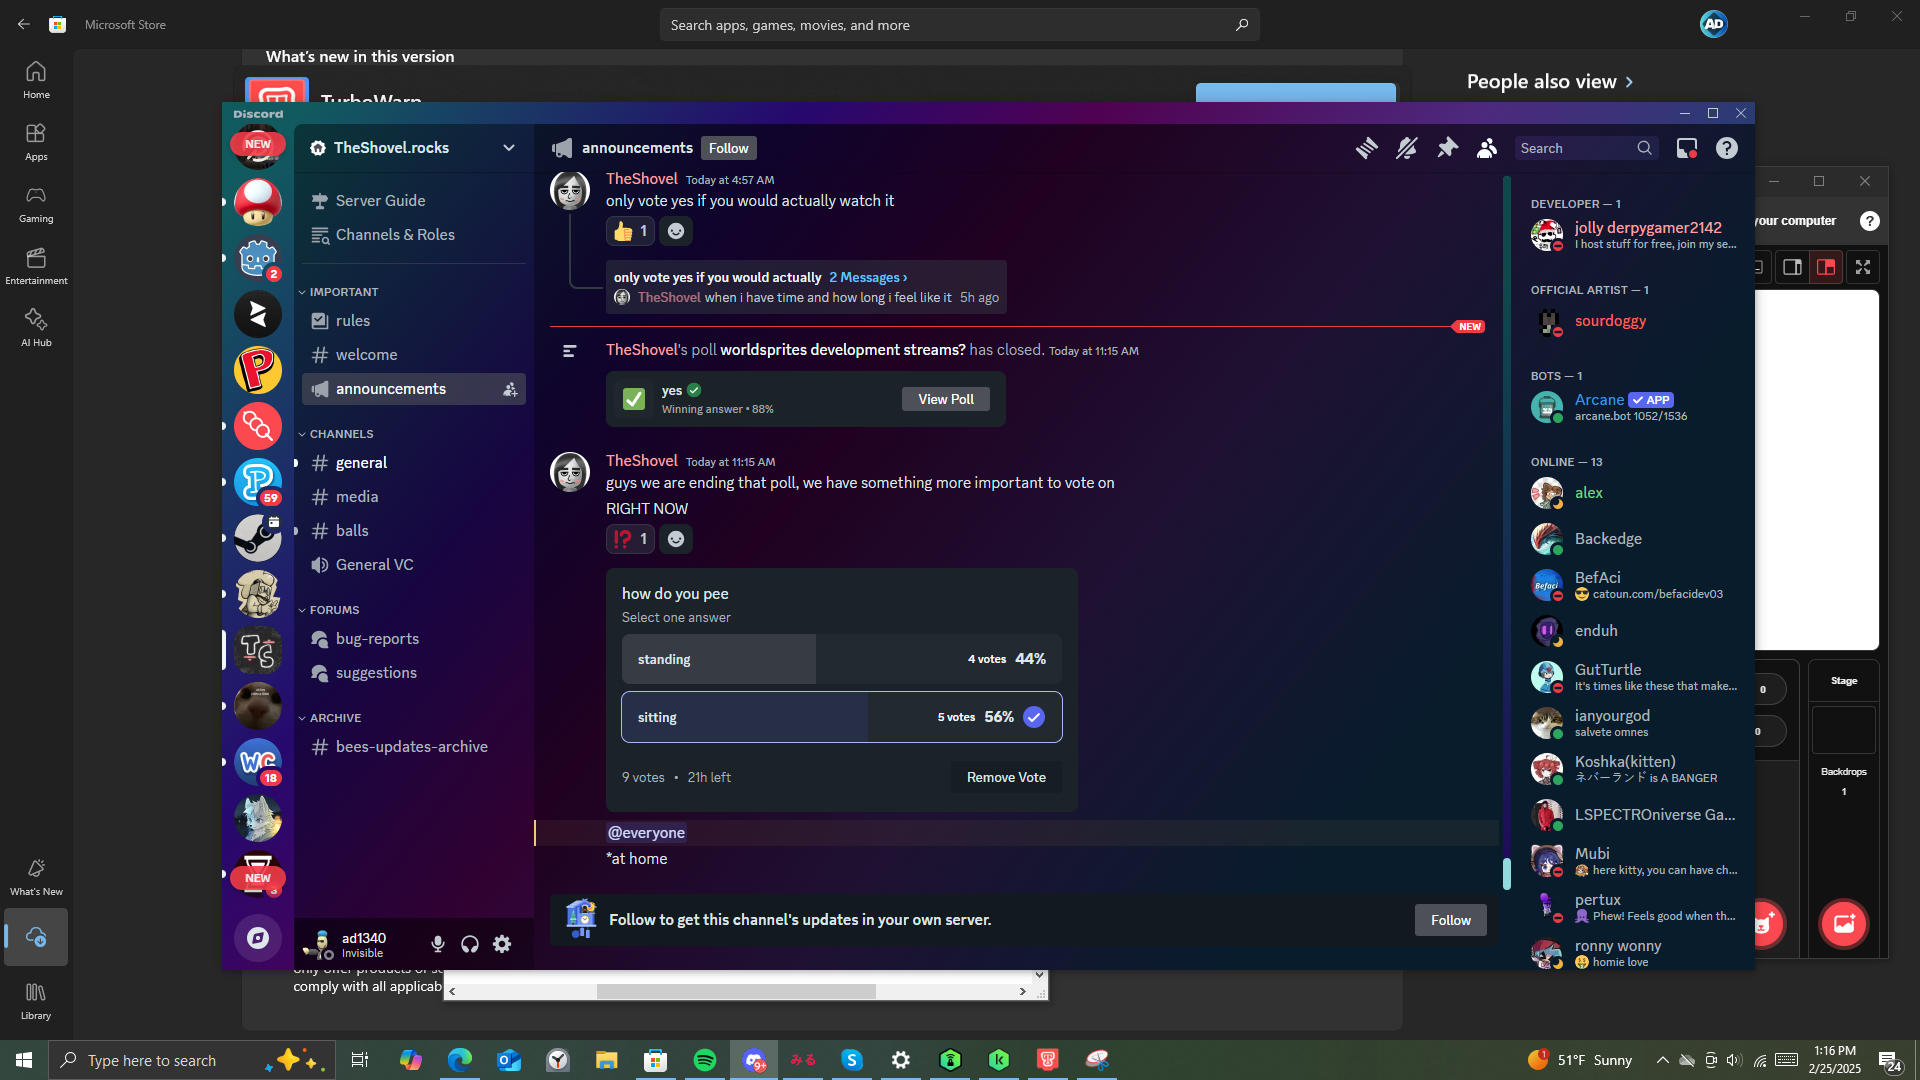 Microsoft Store
Search apps, games, movies, and more
AD
Home
Apps
Gaming
Entertainment
AI Hub
What's New
Library
What's new in this version
People also view
Discord
NEW
2
59
WC
18
NEW
TheShovel.rocks
Server Guide
Channels & Roles
IMPORTANT
rules
welcome
announcements
CHANNELS
general
media
balls
General VC
FORUMS
bug-reports
suggestions
ARCHIVE
bees-updates-archive
ad1340
Invisible
announcements
Follow
Search
TheShovel Today at 4:57 AM
only vote yes if you would actually watch it
1
only vote yes if you would actually 2 Messages ›
TheShovel when i have time and how long i feel like it 5h ago
NEW
TheShovel's poll worldsprites development streams? has closed. Today at 11:15 AM
yes
Winning answer • 88%
View Poll
TheShovel Today at 11:15 AM
guys we are ending that poll, we have something more important to vote on
RIGHT NOW
⁉ 1
how do you pee
Select one answer
standing 4 votes 44%
sitting 5 votes 56%
9 votes • 21h left
Remove Vote
@everyone
*at home
Follow to get this channel's updates in your own server.
Follow
DEVELOPER — 1
jolly derpygamer2142
I host stuff for free, join my se...
OFFICIAL ARTIST — 1
sourdoggy
BOTS — 1
Arcane APP
arcane.bot 1052/1536
ONLINE — 13
alex
Backedge
BefAci
catoun.com/befacidev03
enduh
GutTurtle
It's times like these that make...
ianyourgod
salvete omnes
Koshka(kitten)
ネバーランド is A BANGER
LSPECTROniverse Ga...
Mubi
here kitty, you can have ch...
pertux
Phew! Feels good when th...
ronny wonny
homie love
your computer
Stage
0
0
Backdrops
1
comply with all applicab
Type here to search
9+
みる
51°F Sunny
1:16 PM
2/25/2025
24